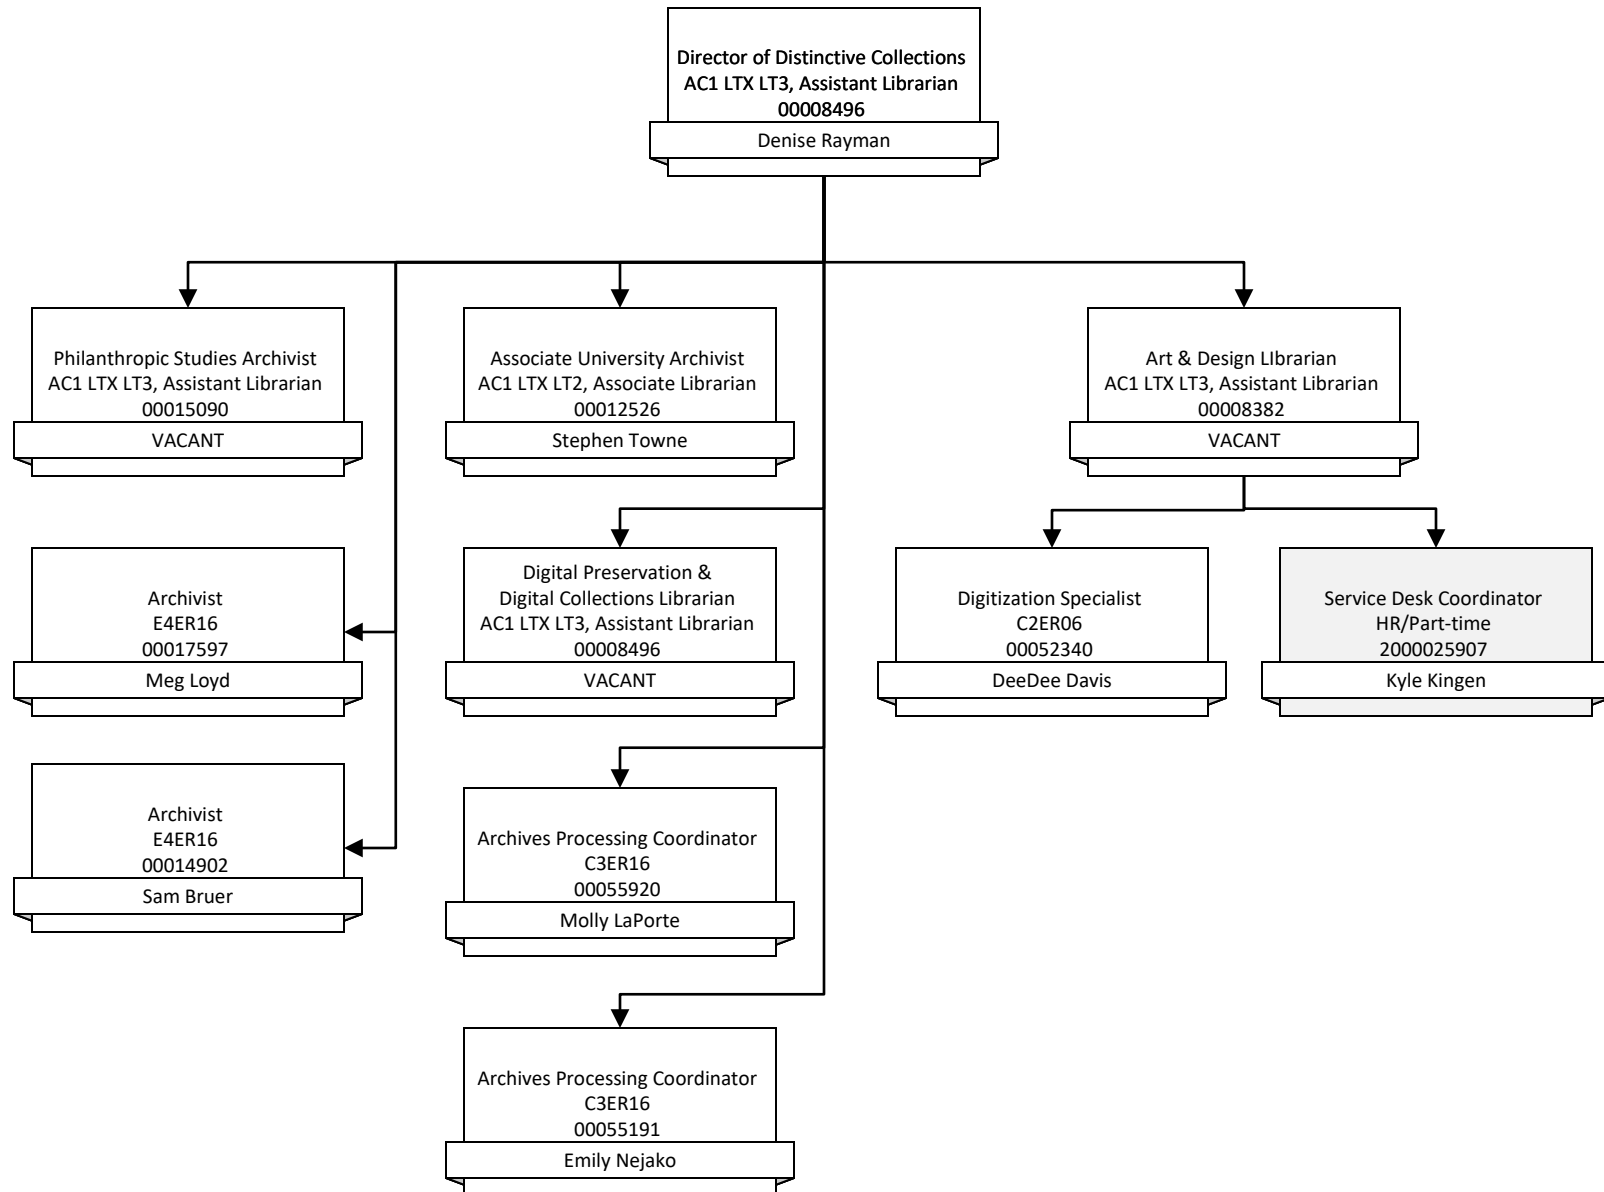 Director of Distinctive Collections
AC1 LTX LT3, Assistant Librarian
00008496
Denise Rayman
Philanthropic Studies Archivist
AC1 LTX LT3, Assistant Librarian
00015090
VACANT
Associate University Archivist
AC1 LTX LT2, Associate Librarian
00012526
Stephen Towne
Art & Design LIbrarian
AC1 LTX LT3, Assistant Librarian
00008382
VACANT
Archivist
E4ER16
00017597
Meg Loyd
Digital Preservation &
Digital Collections Librarian
AC1 LTX LT3, Assistant Librarian
00008496
VACANT
Digitization Specialist
C2ER06
00052340
DeeDee Davis
Service Desk Coordinator
HR/Part-time
2000025907
Kyle Kingen
Archivist
E4ER16
00014902
Sam Bruer
Archives Processing Coordinator
C3ER16
00055920
Molly LaPorte
Archives Processing Coordinator
C3ER16
00055191
Emily Nejako